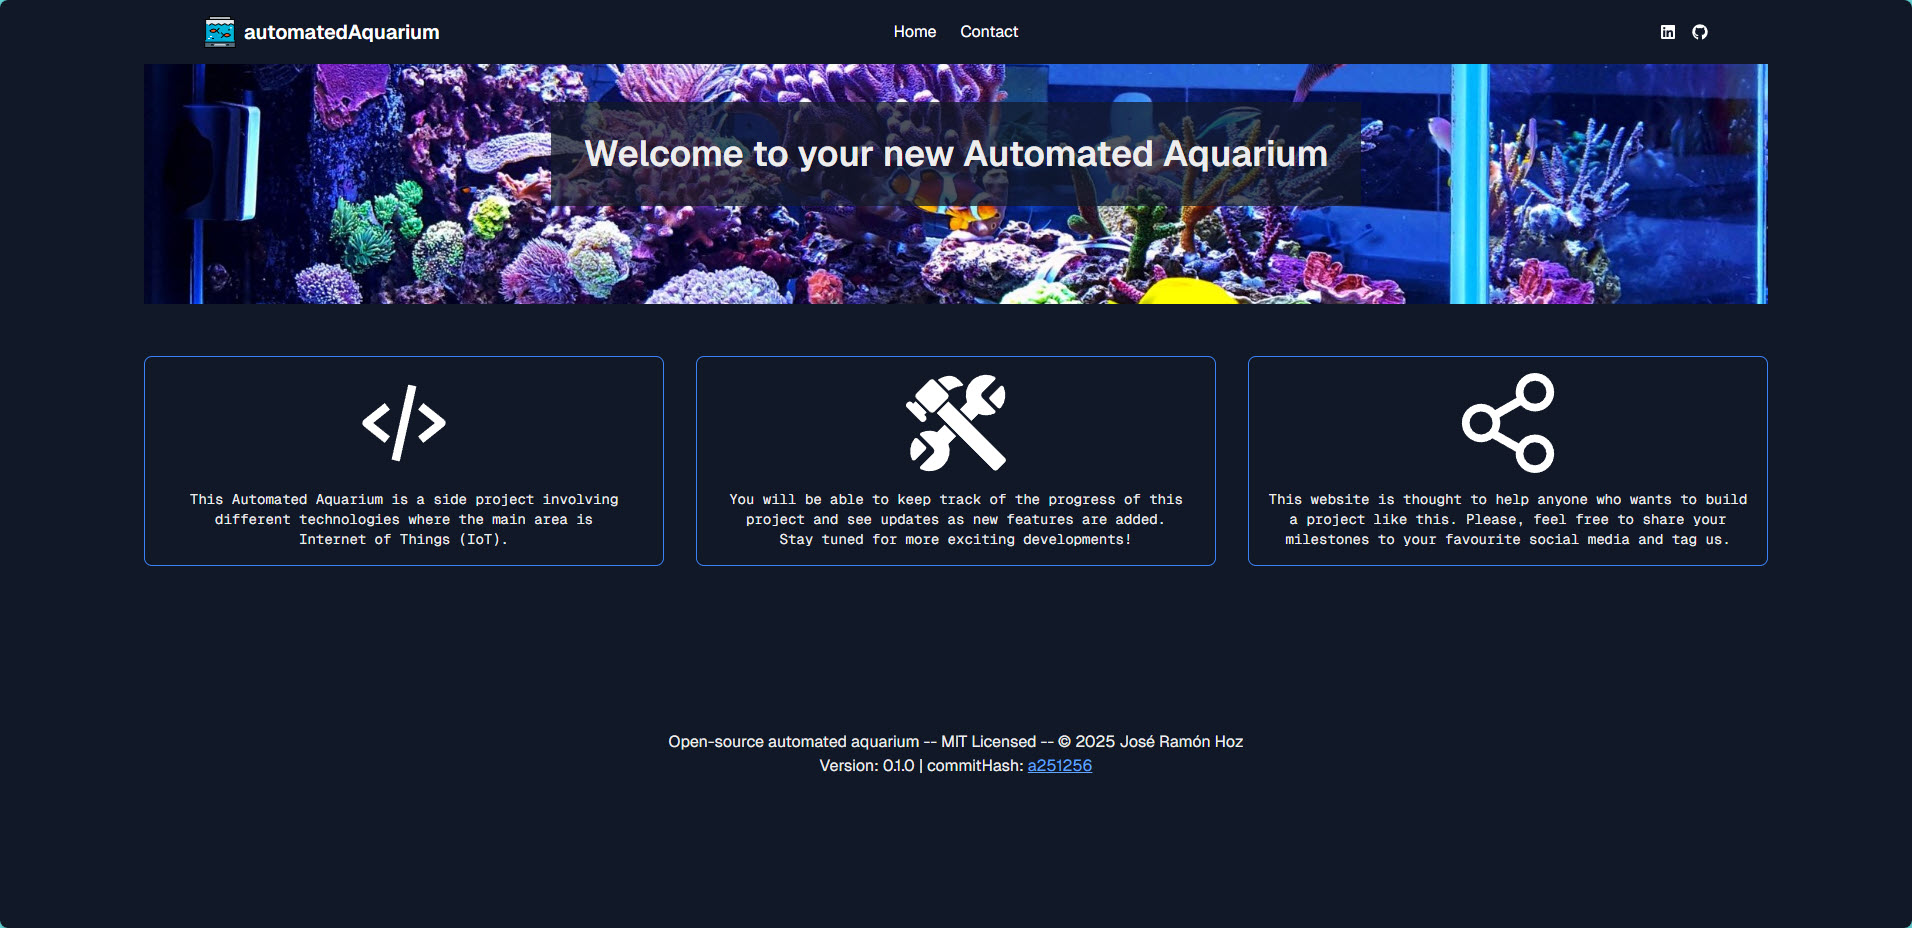 automatedAquarium
Home Contact
Welcome to your new Automated Aquarium
This Automated Aquarium is a side project involving
different technologies where the main area is
Internet of Things (IoT).
You will be able to keep track of the progress of this
project and see updates as new features are added.
Stay tuned for more exciting developments!
This website is thought to help anyone who wants to build
a project like this. Please, feel free to share your
milestones to your favourite social media and tag us.
Open-source automated aquarium -- MIT Licensed -- © 2025 José Ramón Hoz
Version: 0.1.0 | commitHash: a251256